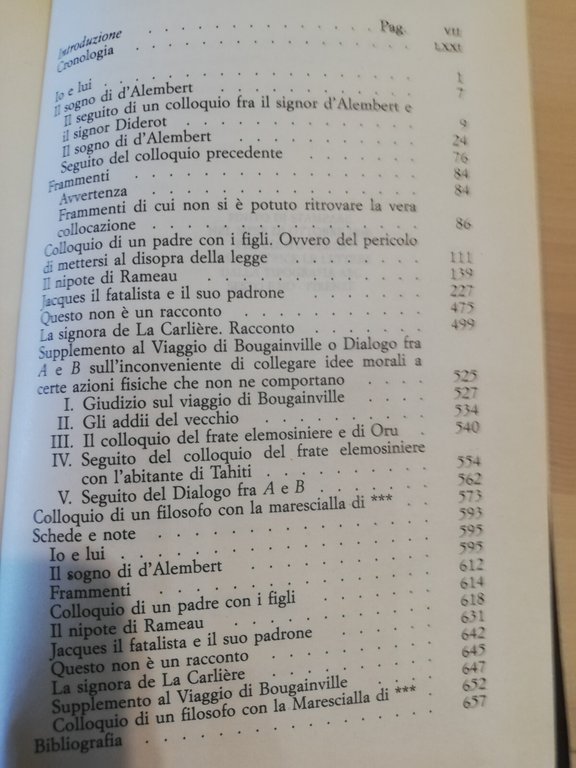 Introduzione Pag. VII
Cronologia LXXI
Io e lui 1
Il sogno di d'Alembert 7
Il seguito di un colloquio fra il signor d'Alembert e
il signor Diderot 9
Il sogno di d'Alembert 24
Seguito del colloquio precedente 76
Frammenti 84
Avvertenza 84
Frammenti di cui non si è potuto ritrovare la vera
collocazione 86
Colloquio di un padre con i figli. Ovvero del pericolo
di mettersi al disopra della legge 111
Il nipote di Rameau 139
Jacques il fatalista e il suo padrone 227
Questo non è un racconto 475
La signora de La Carlière. Racconto 499
Supplemento al Viaggio di Bougainville o Dialogo fra
A e B sull'inconveniente di collegare idee morali a
certe azioni fisiche che non ne comportano 525
I. Giudizio sul viaggio di Bougainville 527
II. Gli addii del vecchio 534
III. Il colloquio del frate elemosiniere e di Oru 540
IV. Seguito del colloquio del frate elemosiniere
con l'abitante di Tahiti 554
V. Seguito del Dialogo fra A e B 562
Colloquio di un filosofo con la marescialla di *** 573
Schede e note 593
Io e lui 595
Il sogno di d'Alembert 595
Frammenti 612
Colloquio di un padre con i figli 614
Il nipote di Rameau 618
Jacques il fatalista e il suo padrone 631
Questo non è un racconto 642
La signora de La Carlière 645
Supplemento al Viaggio di Bougainville 647
Colloquio di un filosofo con la Marescialla di *** 652
Bibliografia 657